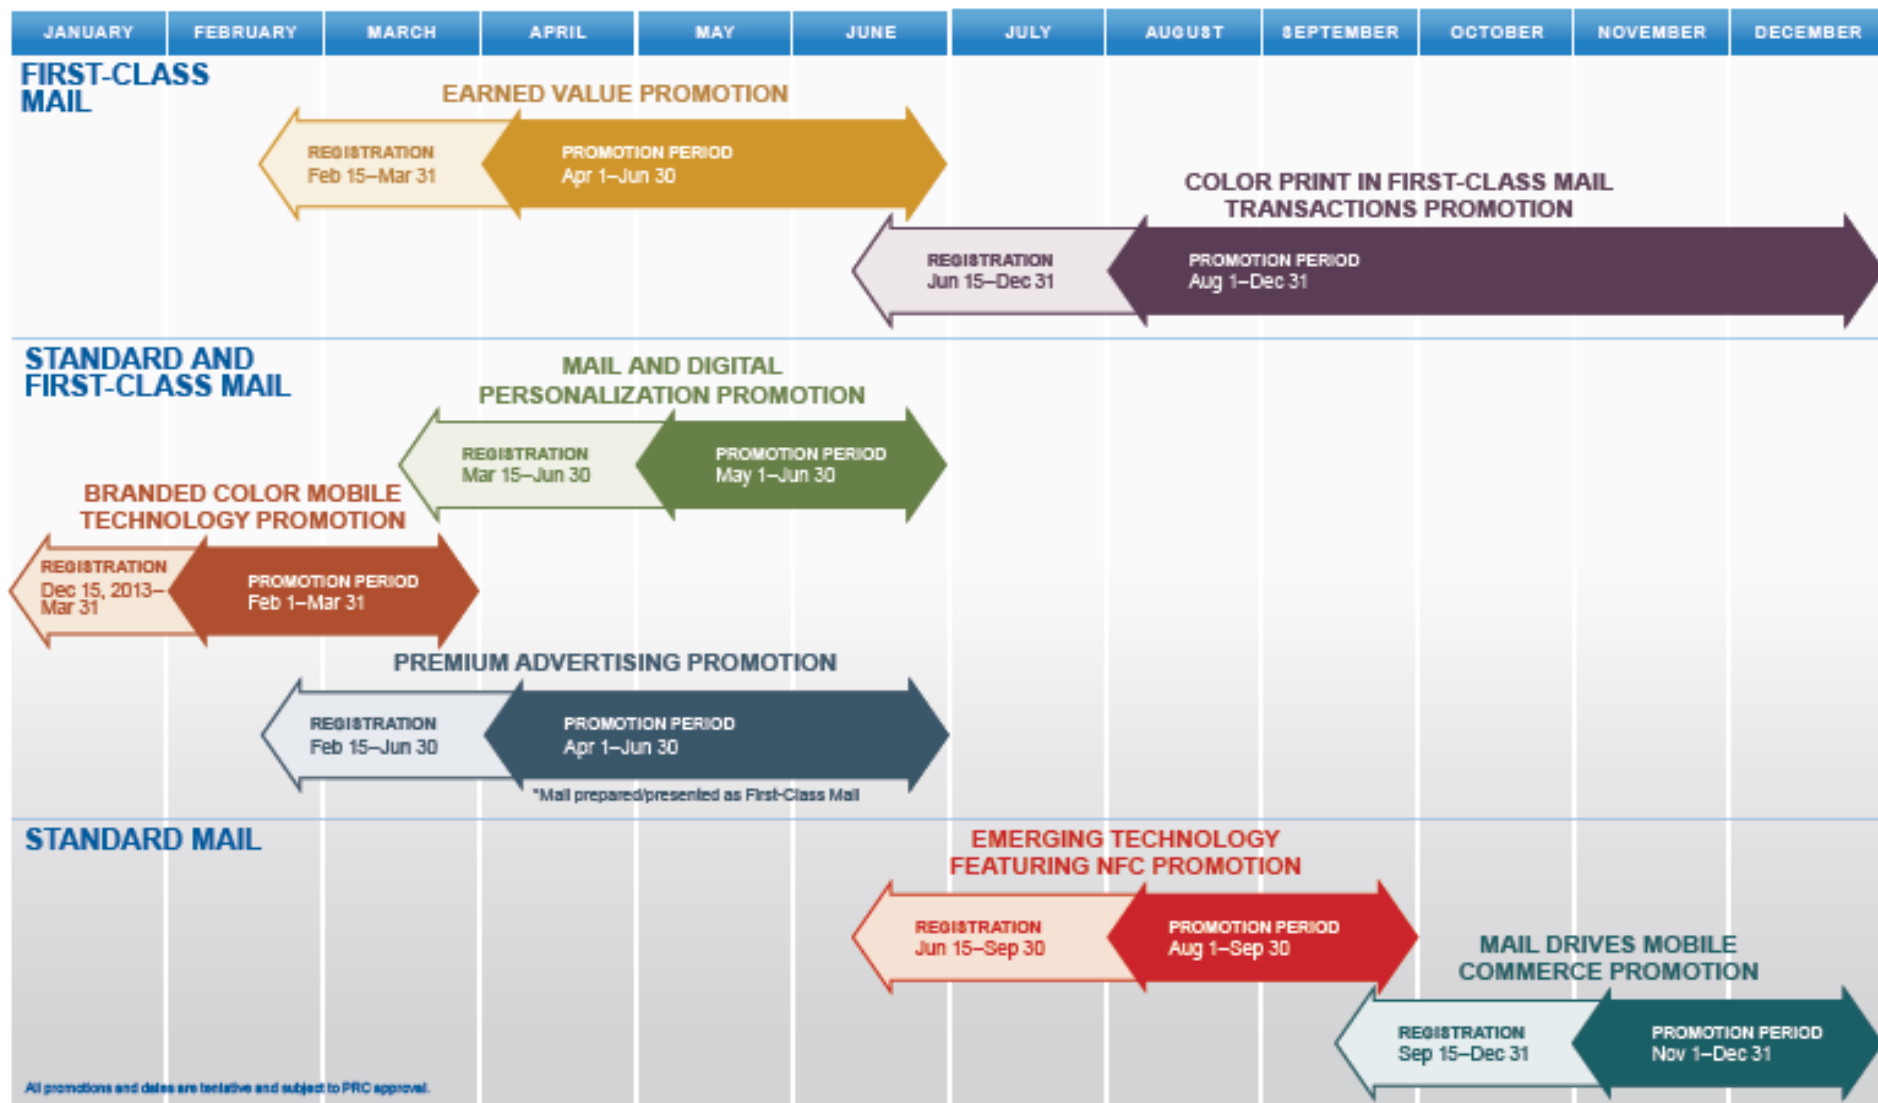 JANUARY FEBRUARY MARCH APRIL MAY JUNE JULY AUGUST SEPTEMBER OCTOBER NOVEMBER DECEMBER
FIRST-CLASS
MAIL
EARNED VALUE PROMOTION
REGISTRATION
Feb 15–Mar 31
PROMOTION PERIOD
Apr 1–Jun 30
COLOR PRINT IN FIRST-CLASS MAIL
TRANSACTIONS PROMOTION
REGISTRATION
Jun 15–Dec 31
PROMOTION PERIOD
Aug 1–Dec 31
STANDARD AND
FIRST-CLASS MAIL
MAIL AND DIGITAL
PERSONALIZATION PROMOTION
REGISTRATION
Mar 15–Jun 30
PROMOTION PERIOD
May 1–Jun 30
BRANDED COLOR MOBILE
TECHNOLOGY PROMOTION
REGISTRATION
Dec 15, 2013–
Mar 31
PROMOTION PERIOD
Feb 1–Mar 31
PREMIUM ADVERTISING PROMOTION
REGISTRATION
Feb 15–Jun 30
PROMOTION PERIOD
Apr 1–Jun 30
*Mail prepared/presented as First-Class Mail
STANDARD MAIL
EMERGING TECHNOLOGY
FEATURING NFC PROMOTION
REGISTRATION
Jun 15–Sep 30
PROMOTION PERIOD
Aug 1–Sep 30
MAIL DRIVES MOBILE
COMMERCE PROMOTION
REGISTRATION
Sep 15–Dec 31
PROMOTION PERIOD
Nov 1–Dec 31
All promotions and dates are tentative and subject to PRC approval.